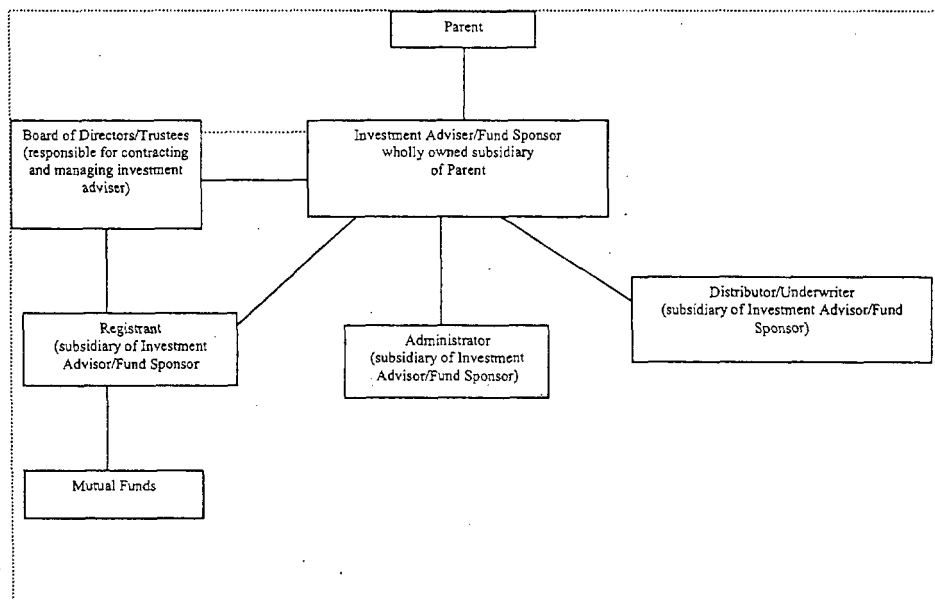 Parent
Board of Directors/Trustees
(responsible for contracting
and managing investment
adviser)
Investment Adviser/Fund Sponsor
wholly owned subsidiary
of Parent
Registrant
(subsidiary of Investment
Advisor/Fund Sponsor
Administrator
(subsidiary of Investment
Advisor/Fund Sponsor)
Distributor/Underwriter
(subsidiary of Investment Advisor/Fund
Sponsor)
Mutual Funds